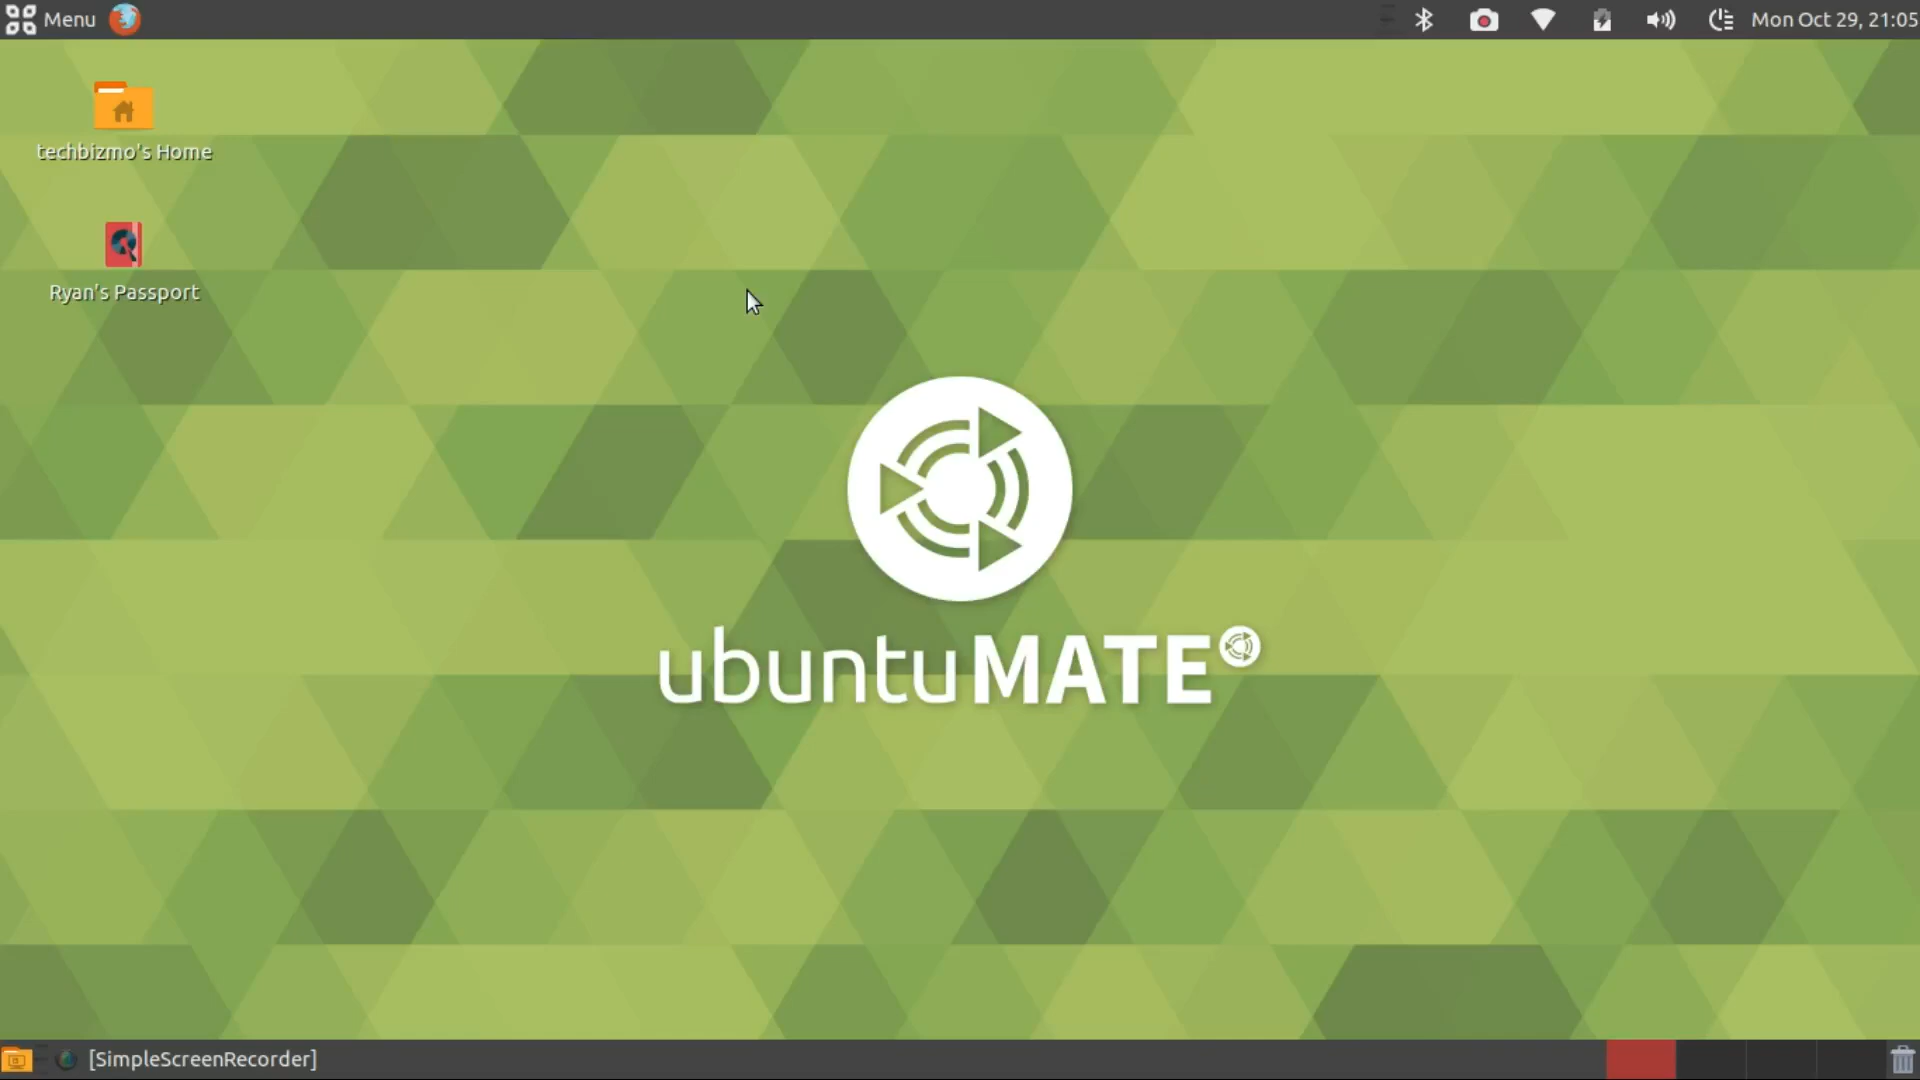 Menu
Mon Oct 29, 21:05
techbizmo's Home
Ryan's Passport
ubuntu MATE
[SimpleScreenRecorder]